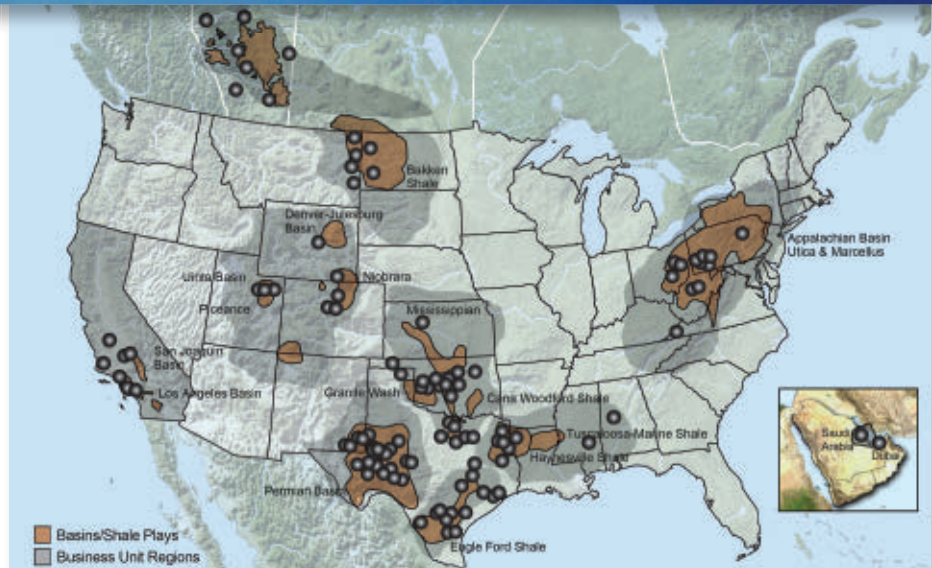 Bakken
Shale
Denver-Julesburg
Basin
Appalachian Basin
Utica & Marcellus
Uinta Basin
Niobrara
Piceance
Mississippian
San Joaquin
Basin
Los Angeles Basin
Granite Wash
Cana Woodford Shale
Tuscaloosa-Marine Shale
Haynesville Shale
Permian Basin
Eagle Ford Shale
Saudi
Arabia
Dubai
Basins/Shale Plays
Business Unit Regions